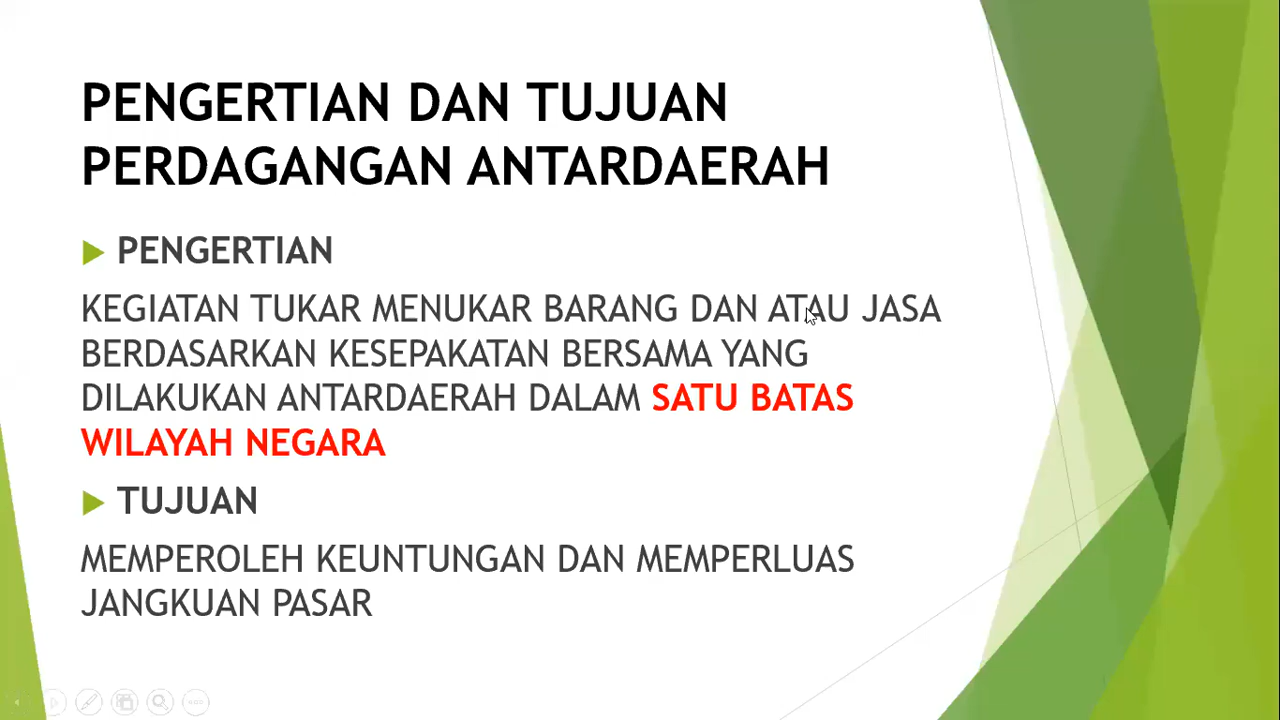 PENGERTIAN DAN TUJUAN
PERDAGANGAN ANTARDAERAH
PENGERTIAN
KEGIATAN TUKAR MENUKAR BARANG DAN ATAU JASA
BERDASARKAN KESEPAKATAN BERSAMA YANG
DILAKUKAN ANTARDAERAH DALAM SATU BATAS
WILAYAH NEGARA
TUJUAN
MEMPEROLEH KEUNTUNGAN DAN MEMPERLUAS
JANGKUAN PASAR